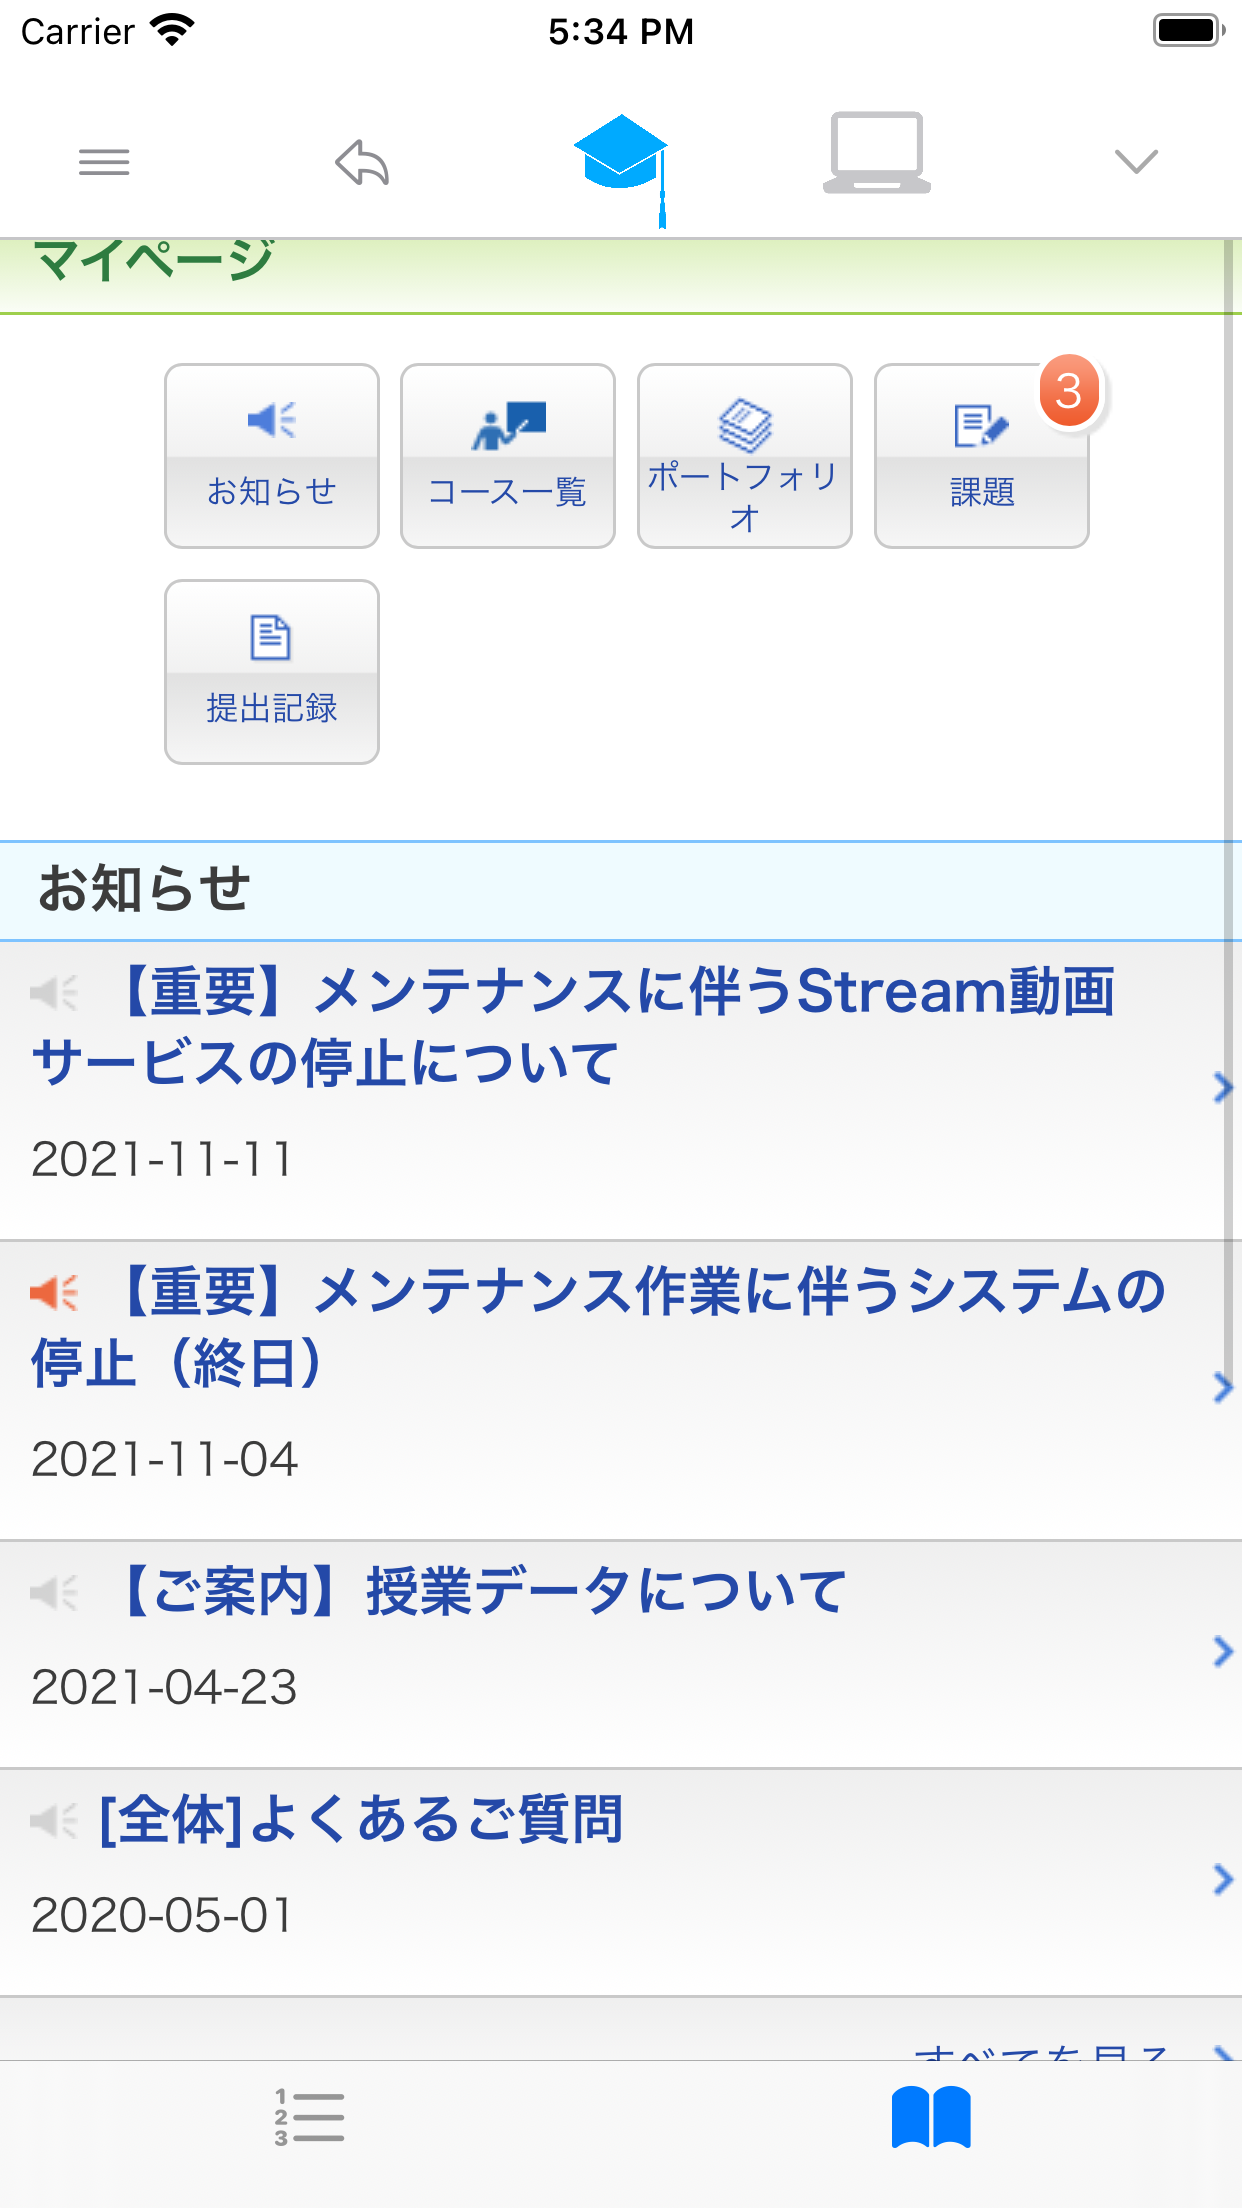 Carrier 5:34 PM
マイページ
3
お知らせ
コース一覧
ポートフォリ
オ
課題
提出記録
お知らせ
【重要】メンテナンスに伴うStream動画
サービスの停止について
2021-11-11
【重要】メンテナンス作業に伴うシステムの
停止（終日）
2021-11-04
【ご案内】授業データについて
2021-04-23
[全体]よくあるご質問
2020-05-01
すべてを見る
1
2
3